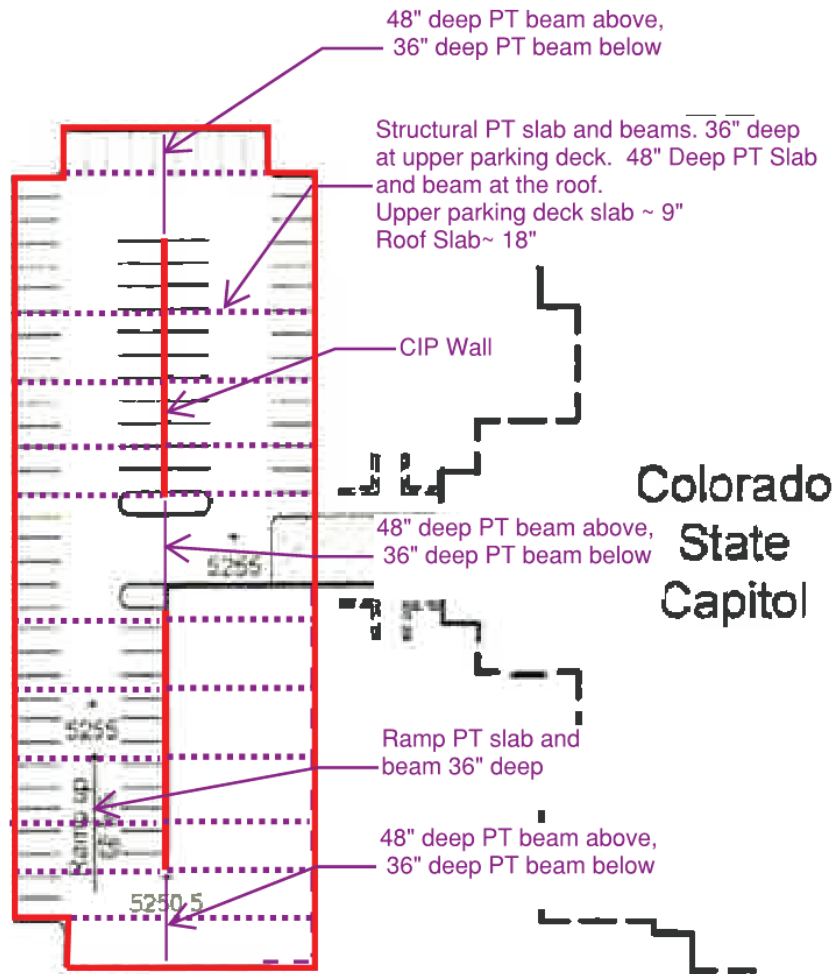 48" deep PT beam above,
36" deep PT beam below
Structural PT slab and beams. 36" deep
at upper parking deck.  48" Deep PT Slab
and beam at the roof.
Upper parking deck slab ~ 9"
Roof Slab~ 18"
CIP Wall
Colorado
State
Capitol
48" deep PT beam above,
36" deep PT beam below
5255
5255
Ramp up
Ramp PT slab and
beam 36" deep
48" deep PT beam above,
36" deep PT beam below
5250.5